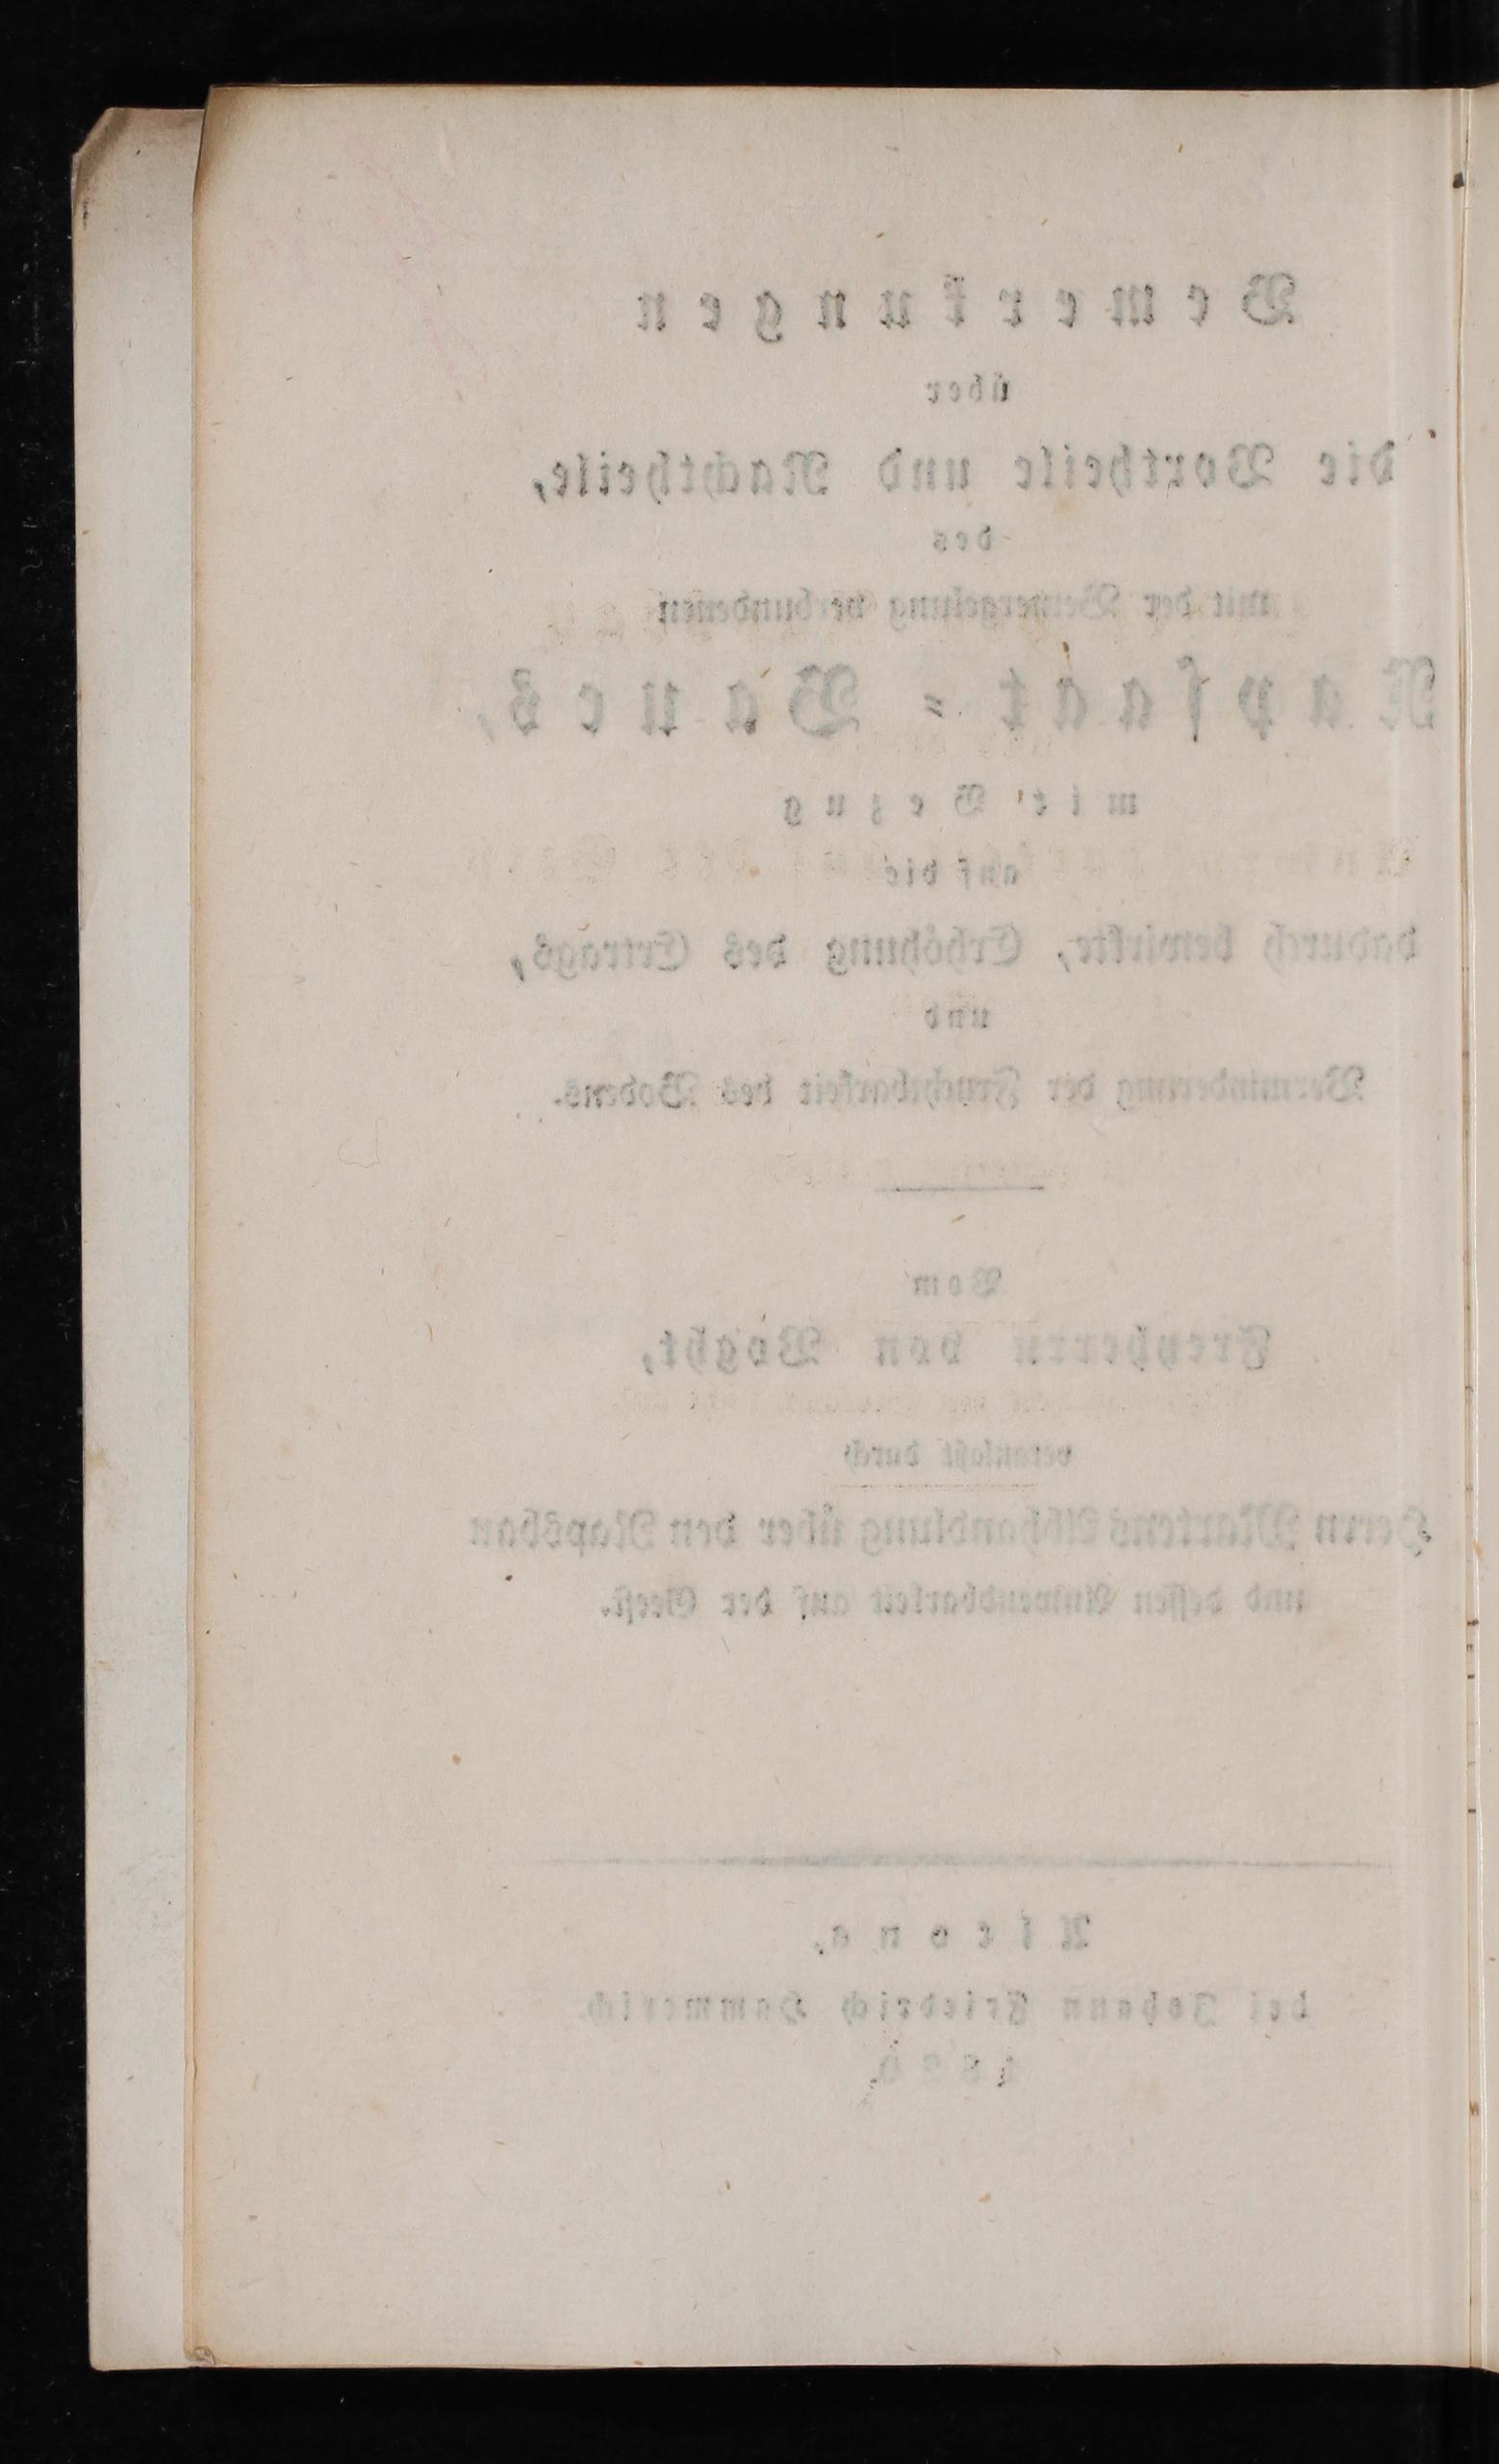 Bemerkungen
über
die Vortheile und Nachtheile,
des
mit der Bemergelung verbundenen
Rapsaat-Baues,
mit Bezug
auf die
dadurch bewirkte, Erhöhung des Ertrags,
und
Verminderung der Fruchtbarkeit des Bodens.
Vom
Freyherrn von Voght,
veranlaßt durch
Herrn Martens Abhandlung über den Rapsbau
und dessen Anwendbarkeit auf der Geest.
Altona,
bei Johann Friedrich Hammerich